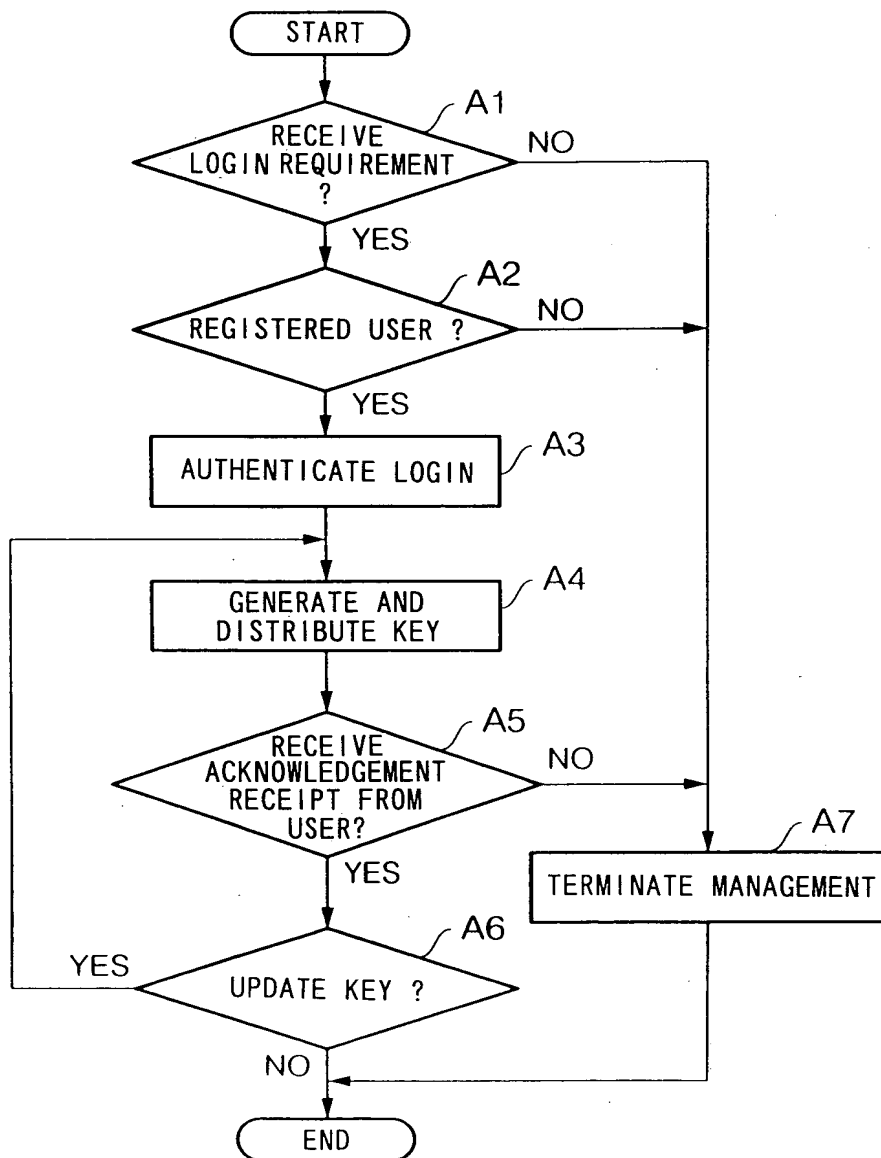 START
A1
RECEIVE
LOGIN REQUIREMENT
?
NO
YES
A2
REGISTERED USER ?
NO
YES
A3
AUTHENTICATE LOGIN
A4
GENERATE AND
DISTRIBUTE KEY
A5
RECEIVE
ACKNOWLEDGEMENT
RECEIPT FROM
USER?
NO
YES
A7
TERMINATE MANAGEMENT
A6
UPDATE KEY ?
YES
NO
END